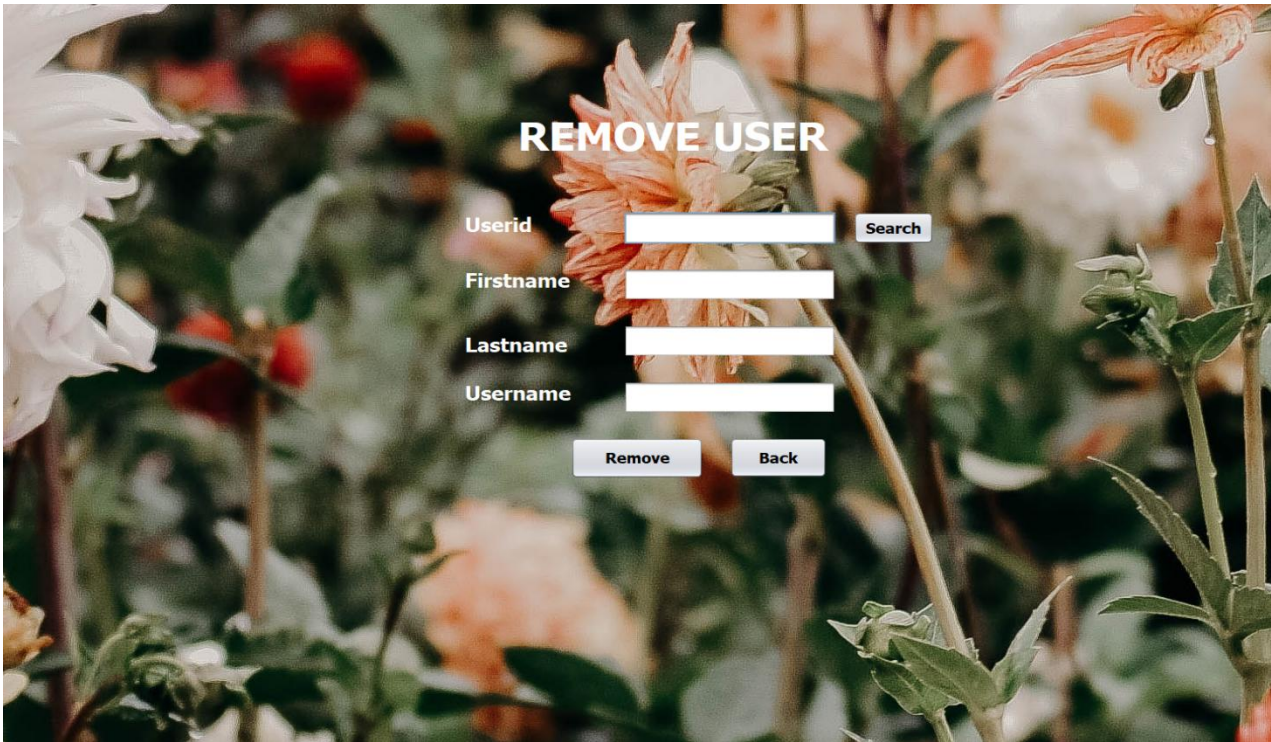 REMOVE USER
Userid Search
Firstname
Lastname
Username
Remove Back